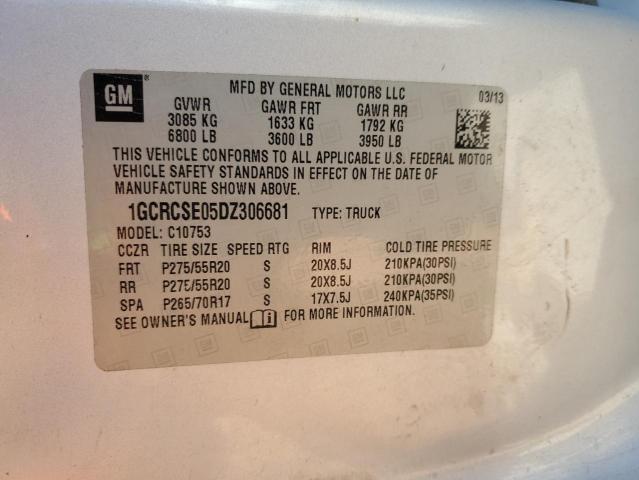 GM ®
MFD BY GENERAL MOTORS LLC
03/13
GVWR GAWR FRT GAWR RR
3085 KG 1633 KG 1792 KG
6800 LB 3600 LB 3950 LB
THIS VEHICLE CONFORMS TO ALL APPLICABLE U.S. FEDERAL MOTOR
VEHICLE SAFETY STANDARDS IN EFFECT ON THE DATE OF
MANUFACTURE SHOWN ABOVE.
1GCRCSE05DZ306681 TYPE: TRUCK
MODEL: C10753
CCZR TIRE SIZE SPEED RTG RIM COLD TIRE PRESSURE
FRT P275/55R20 S 20X8.5J 210KPA(30PSI)
RR P275/55R20 S 20X8.5J 210KPA(30PSI)
SPA P265/70R17 S 17X7.5J 240KPA(35PSI)
SEE OWNER'S MANUAL FOR MORE INFORMATION.